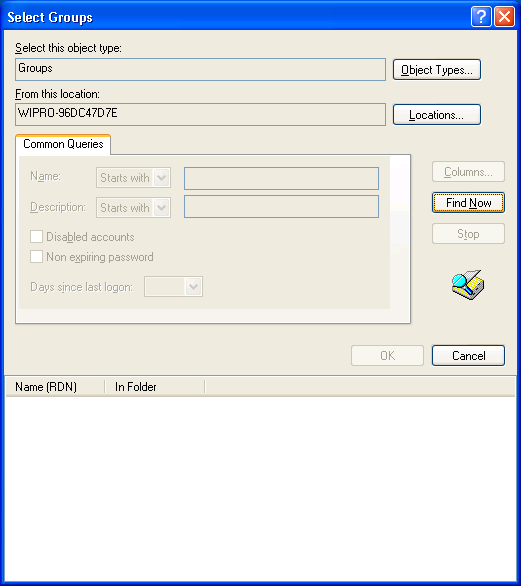 Select Groups
Select this object type:
Groups
Object Types...
From this location:
WIPRO-96DC47D7E
Locations...
Common Queries
Name:
Starts with
Columns...
Description:
Starts with
Find Now
Disabled accounts
Stop
Non expiring password
Days since last logon:
OK
Cancel
Name (RDN)
In Folder